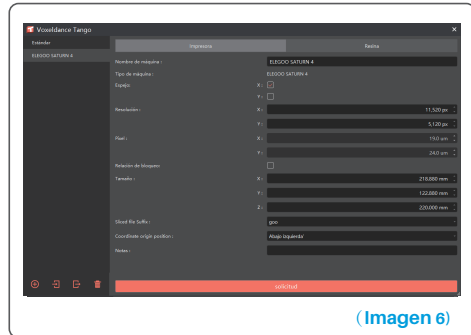 Voxeldance Tango
Estándar
ELEGOO SATURN 4
Impresora
Resina
Nombre de máquina :
ELEGOO SATURN 4
Tipo de máquina :
ELEGOO SATURN 4
Espejo:
X :
Y :
Resolución :
X :
11,520 px
Y :
5,120 px
Pixel :
X :
19.0 um
Y :
24.0 um
Relación de bloqueo:
Tamaño :
X :
218.880 mm
Y :
122.880 mm
Z :
220.000 mm
Sliced file Suffix :
goo
Coordinate origin position :
Abajo Izquierda/
Notas :
solicitud
(Imagen 6)